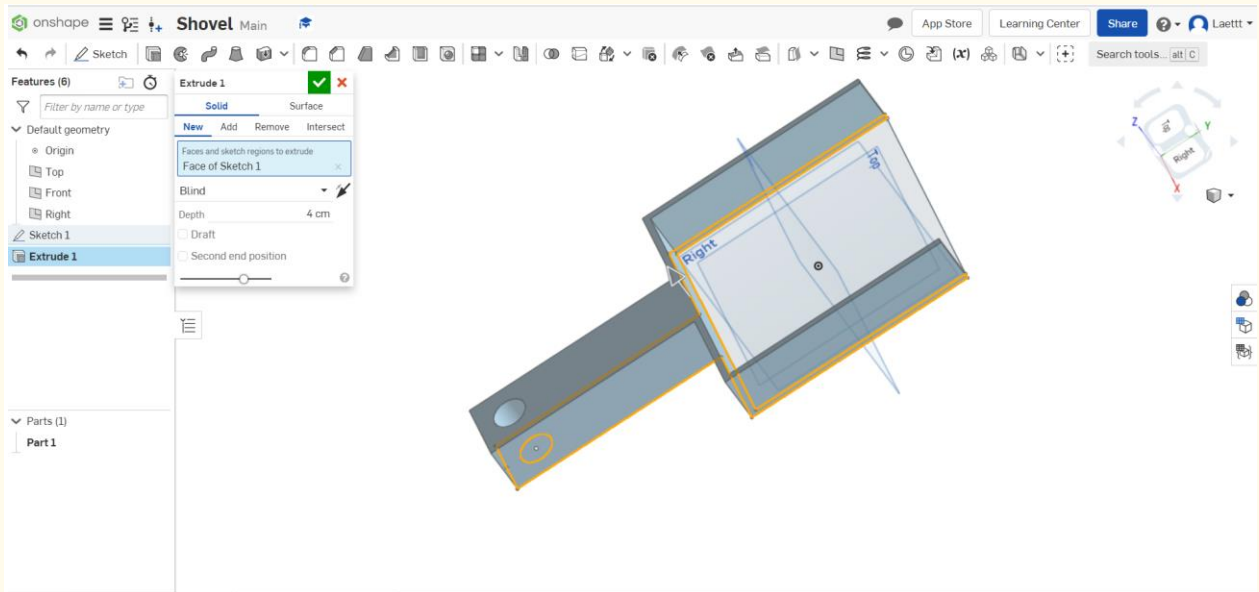 onshape Shovel Main App Store Learning Center Share Laettt
Sketch Search tools... alt C
Features (6)
Filter by name or type
Default geometry
Origin
Top
Front
Right
Sketch 1
Extrude 1
Parts (1)
Part 1
Extrude 1
Solid Surface
New Add Remove Intersect
Faces and sketch regions to extrude
Face of Sketch 1
Blind
Depth 4 cm
Draft
Second end position
Right
Top
Z
Top
Y
Right
X